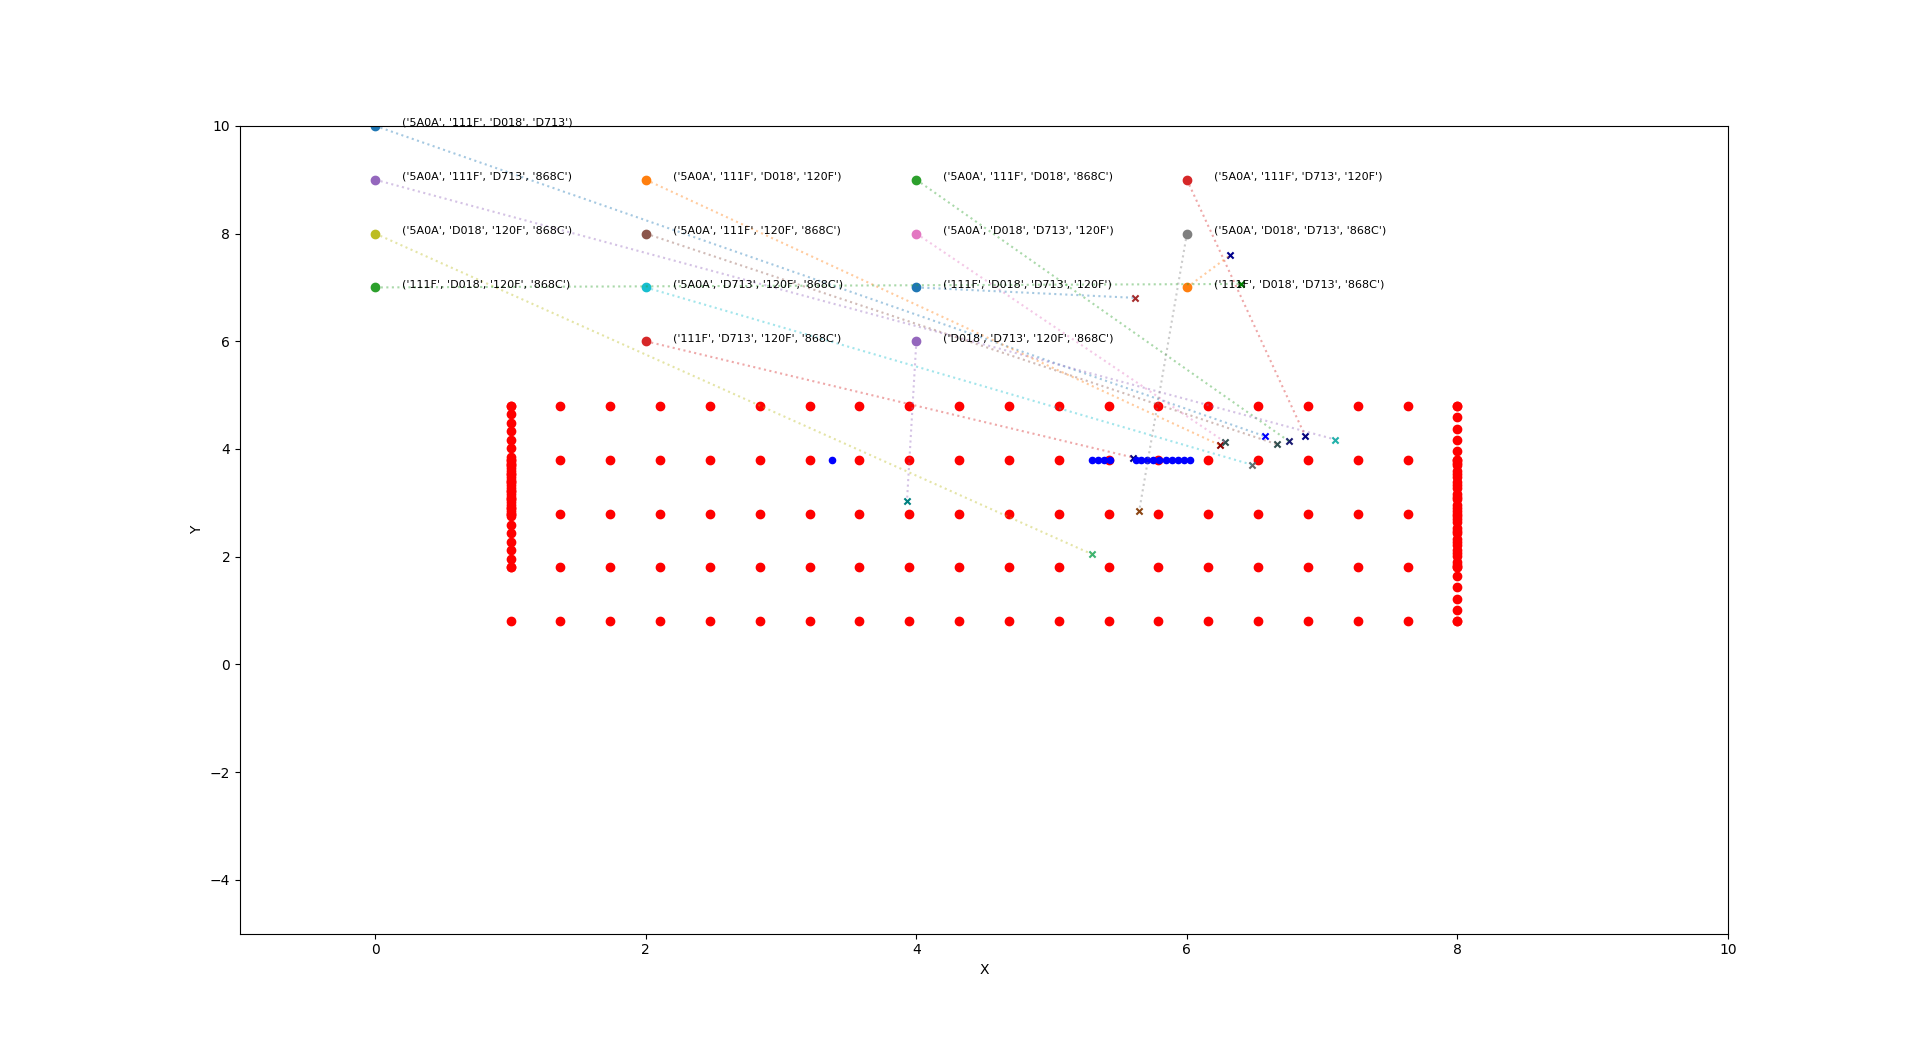 10
('5A0A', '111F', 'D018', 'D713')
('5A0A', '111F', 'D713', '868C')
('5A0A', '111F', 'D018', '120F')
('5A0A', '111F', 'D018', '868C')
('5A0A', '111F', 'D713', '120F')
8
('5A0A', 'D018', '120F', '868C')
('5A0A', '111F', '120F', '868C')
('5A0A', 'D018', 'D713', '120F')
('5A0A', 'D018', 'D713', '868C')
('111F', 'D018', '120F', '868C')
('5A0A', 'D713', '120F', '868C')
('111F', 'D018', 'D713', '120F')
('111F', 'D018', 'D713', '868C')
6
('111F', 'D713', '120F', '868C')
('D018', 'D713', '120F', '868C')
4
Y
2
0
−2
−4
0 2 4 6 8 10
X